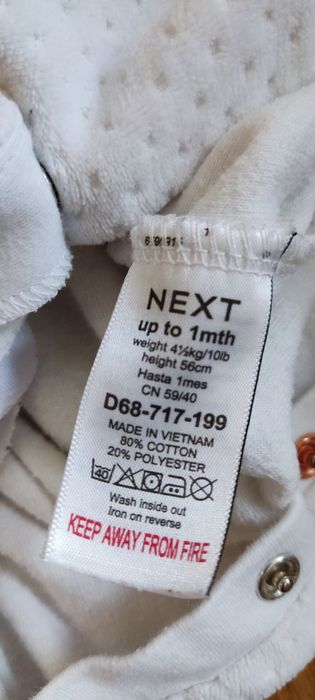 NEXT
up to 1mth
weight 4½kg/10lb
height 56cm
Hasta 1mes
CN 59/40
D68-717-199
MADE IN VIETNAM
80% COTTON
20% POLYESTER
40
Wash inside out
Iron on reverse
KEEP AWAY FROM FIRE